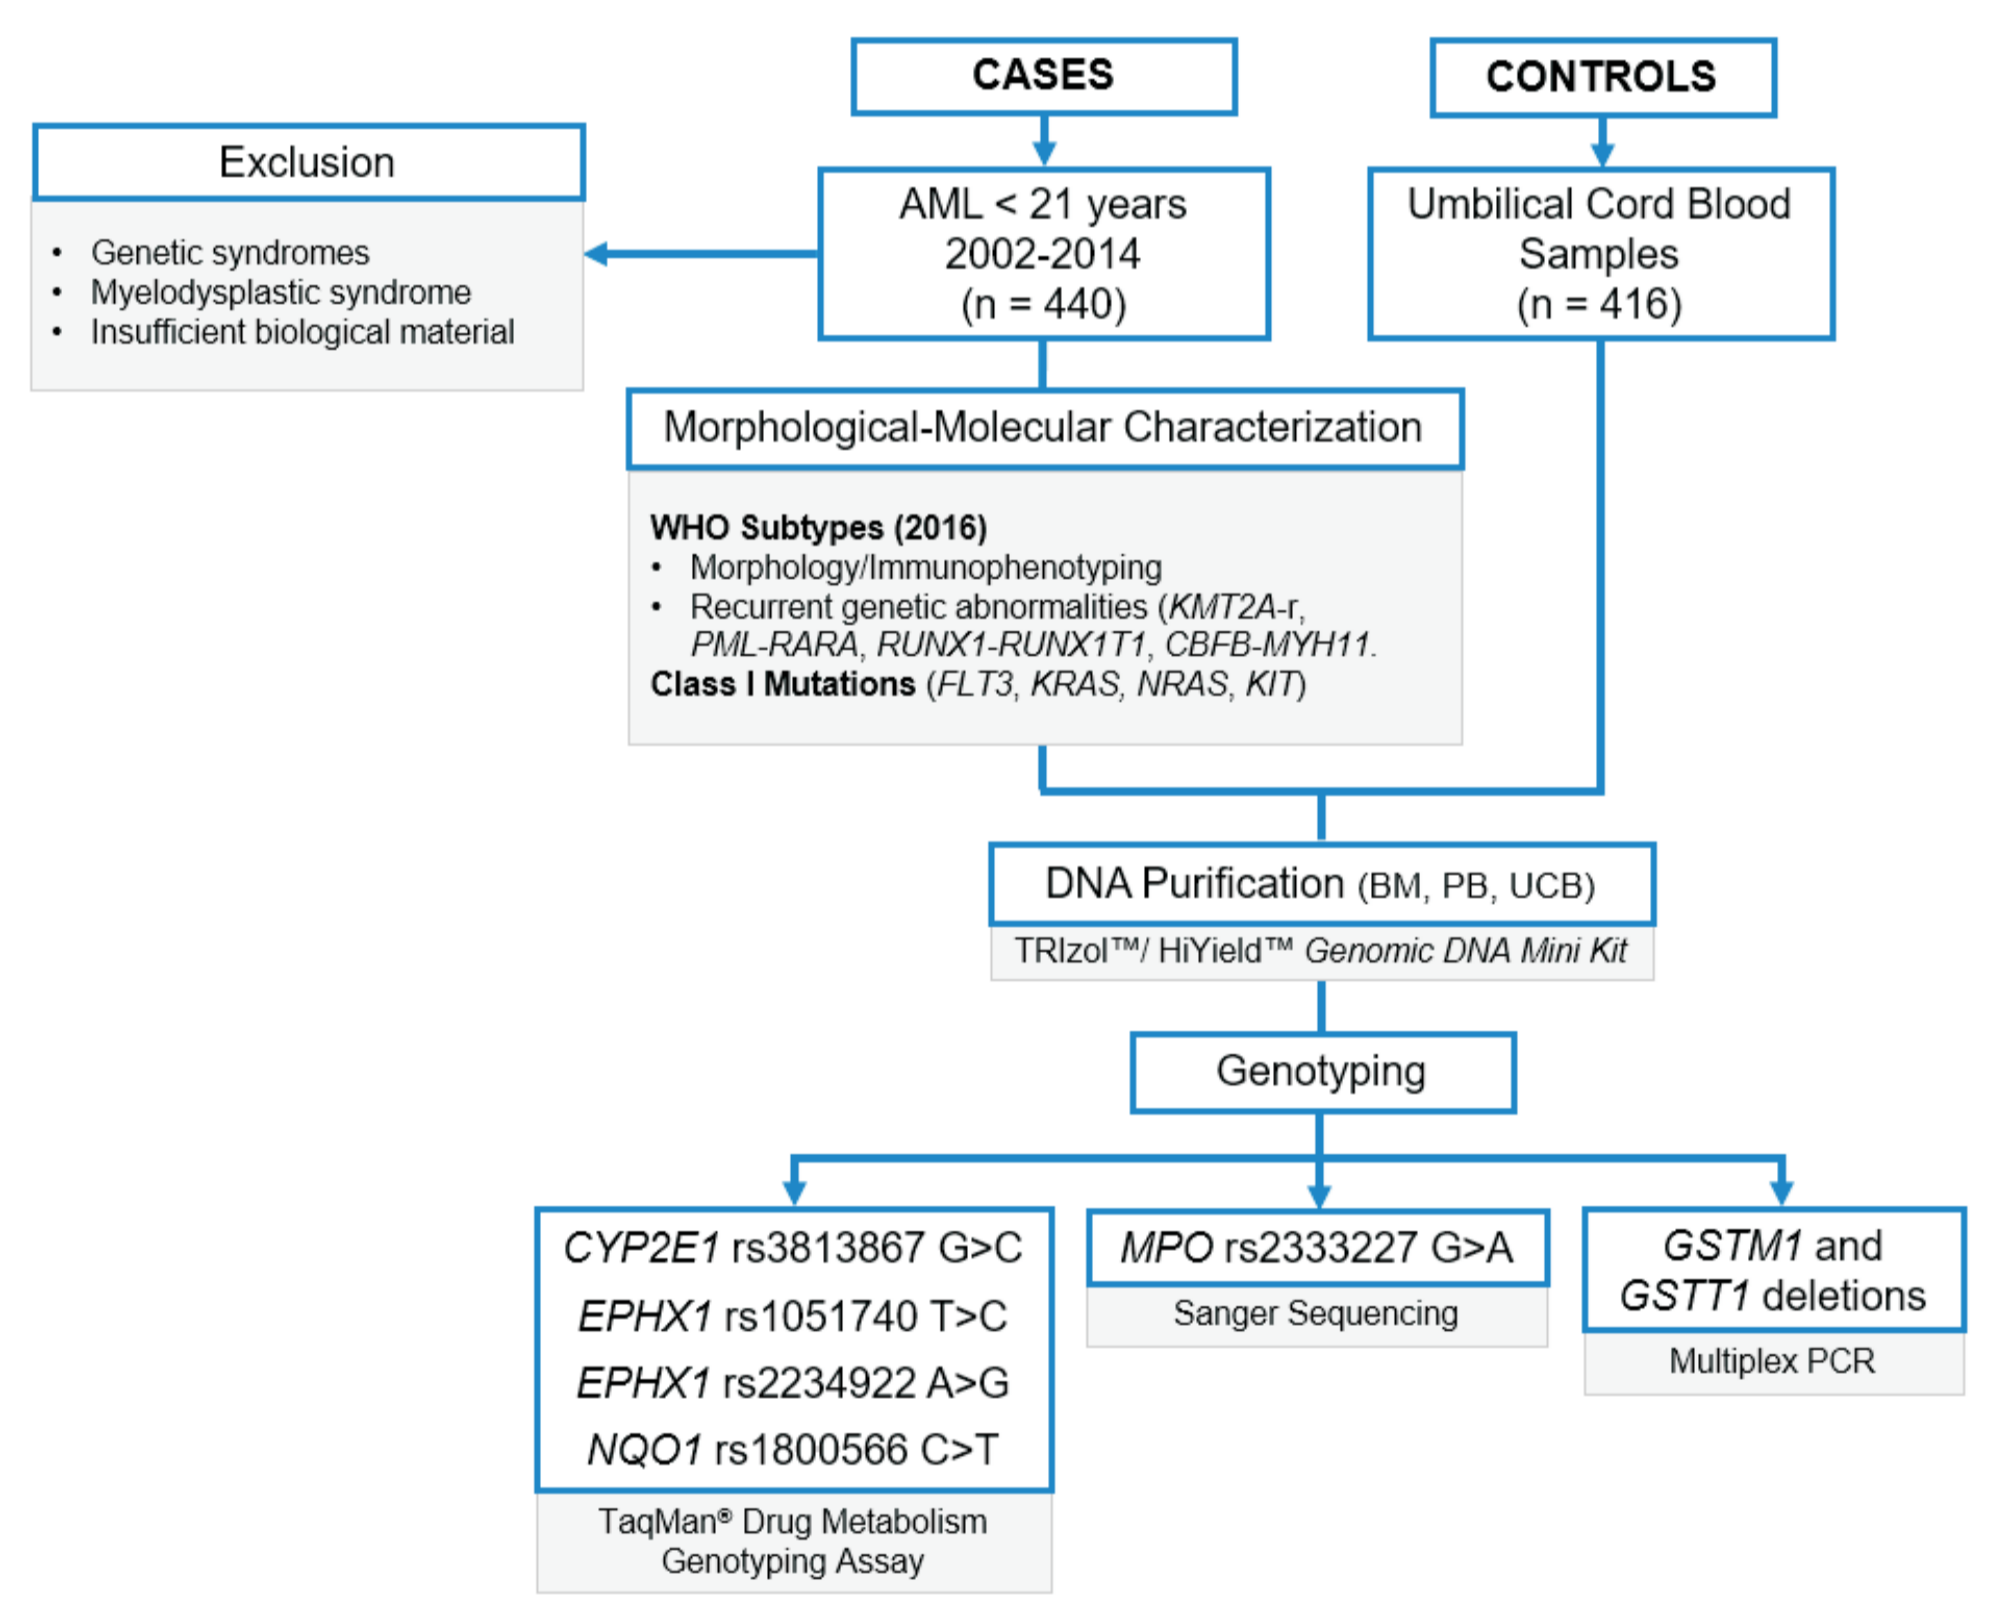 CASES
CONTROLS
Exclusion
• Genetic syndromes
• Myelodysplastic syndrome
• Insufficient biological material
AML < 21 years
2002-2014
(n = 440)
Umbilical Cord Blood
Samples
(n = 416)
Morphological-Molecular Characterization
WHO Subtypes (2016)
• Morphology/Immunophenotyping
• Recurrent genetic abnormalities (KMT2A-r,
PML-RARA, RUNX1-RUNX1T1, CBFB-MYH11.
Class I Mutations (FLT3, KRAS, NRAS, KIT)
DNA Purification (BM, PB, UCB)
TRIzol™/ HiYield™ Genomic DNA Mini Kit
Genotyping
CYP2E1 rs3813867 G>C
EPHX1 rs1051740 T>C
EPHX1 rs2234922 A>G
NQO1 rs1800566 C>T
TaqMan® Drug Metabolism
Genotyping Assay
MPO rs2333227 G>A
Sanger Sequencing
GSTM1 and
GSTT1 deletions
Multiplex PCR